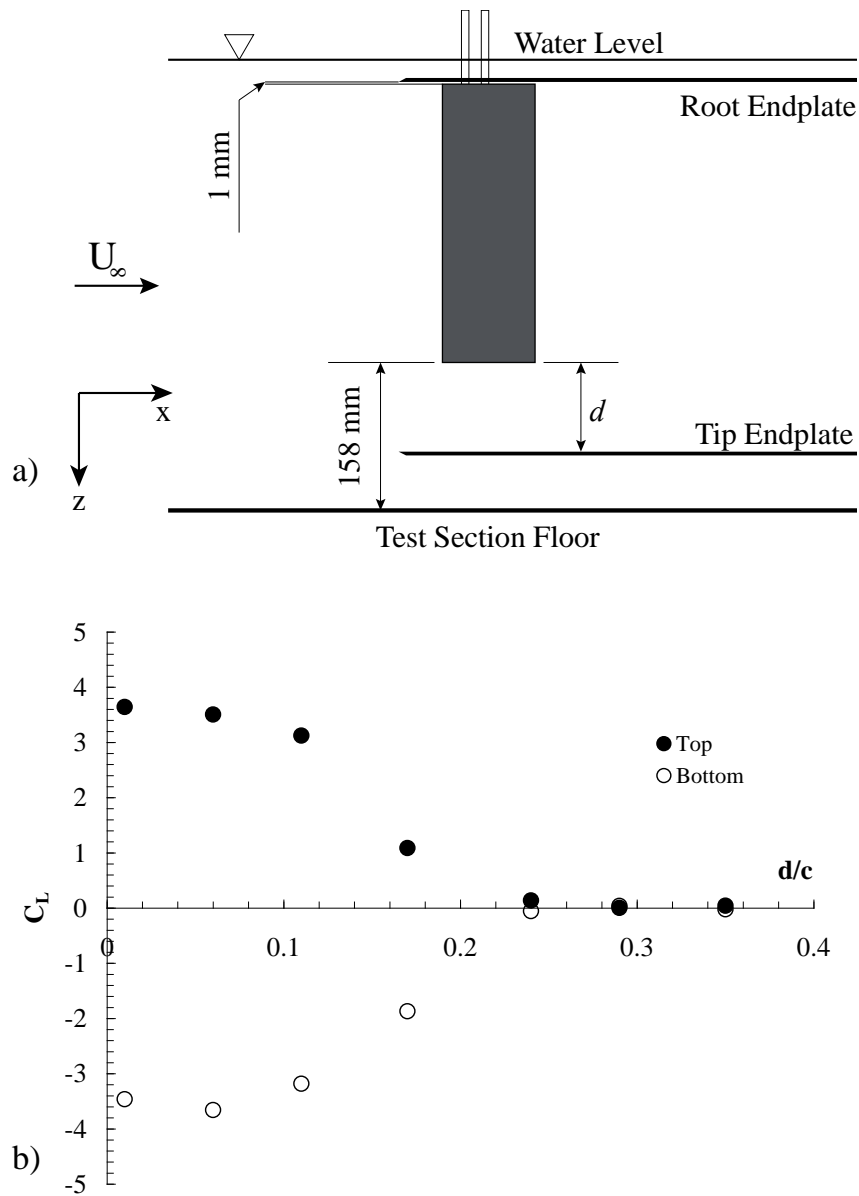 Water Level
Root Endplate
1 mm
U∞
x
158 mm
d
Tip Endplate
a)
z
Test Section Floor
5
4
3
Top
2
Bottom
1
d/c
C_L
0
0
0.1
0.2
0.3
0.4
-1
-2
-3
-4
b)
-5